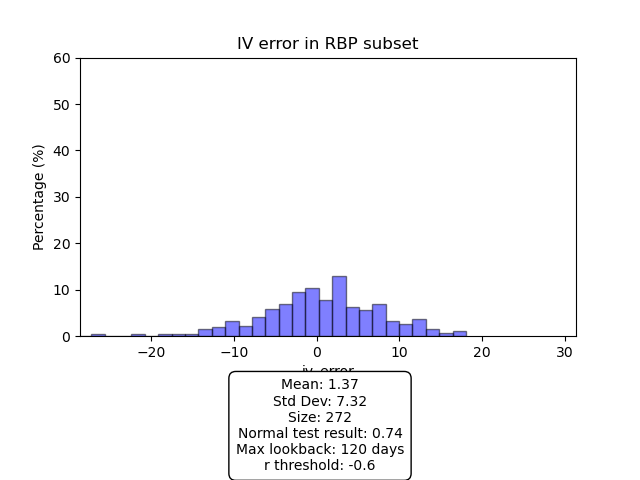 IV error in RBP subset
60
50
40
30
20
10
0
Percentage (%)
−20 −10 0 10 20 30
iv_error
Mean: 1.37
Std Dev: 7.32
Size: 272
Normal test result: 0.74
Max lookback: 120 days
r threshold: -0.6